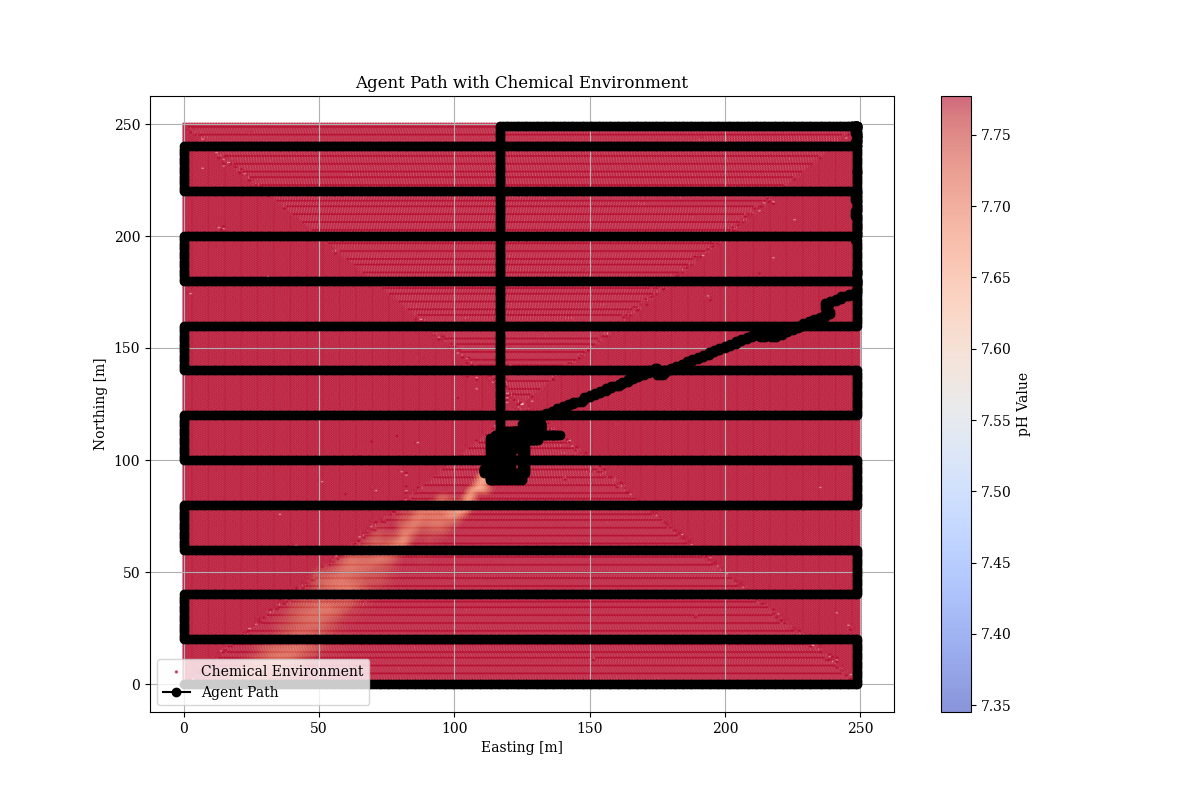 Agent Path with Chemical Environment
Northing [m]
250
200
150
100
50
0
0 50 100 150 200 250
Easting [m]
Chemical Environment
Agent Path
7.75
7.70
7.65
7.60
7.55
7.50
7.45
7.40
7.35
pH Value